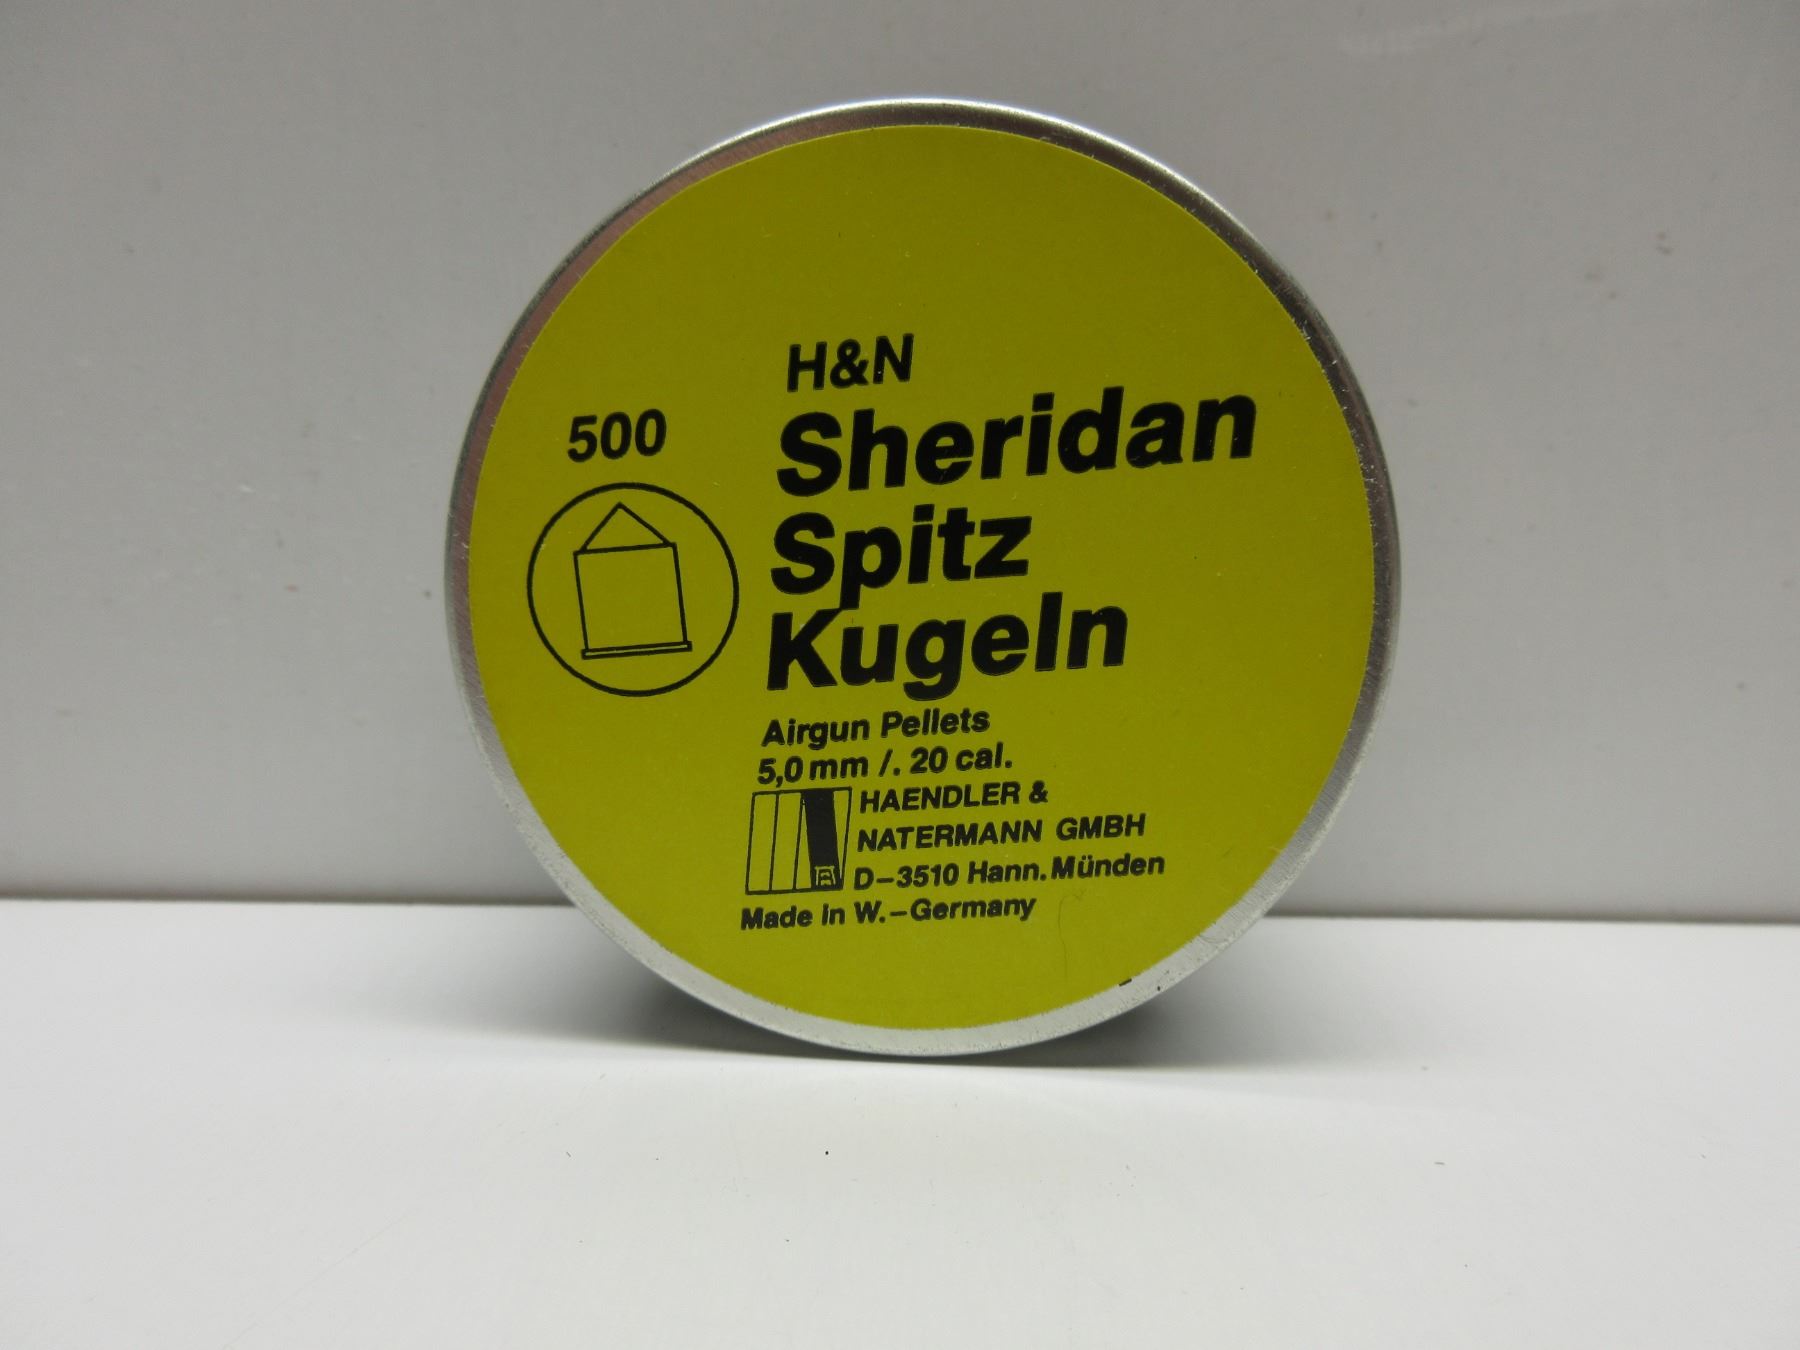 500
H&N
Sheridan
Spitz
Kugeln
Airgun Pellets
5,0 mm /. 20 cal.
HAENDLER &
NATERMANN GMBH
D-3510 Hann. Münden
Made in W.-Germany